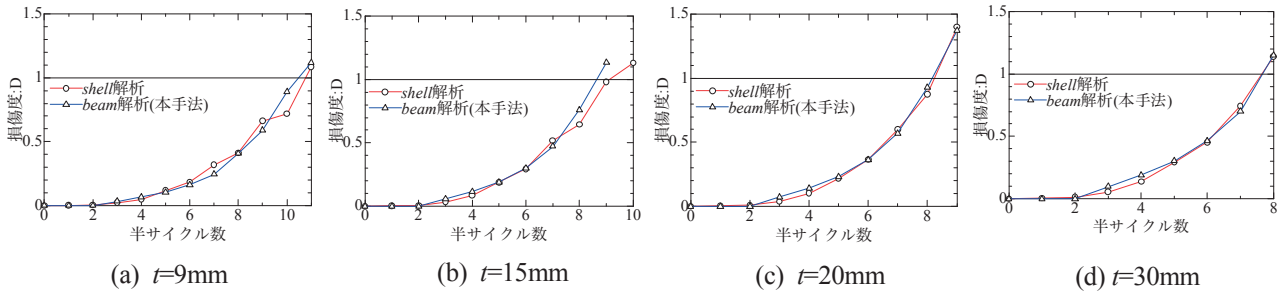 損傷度:D
1.5
1
0.5
0
0 2 4 6 8 10
半サイクル数
shell解析
beam解析(本手法)
(a) t=9mm
損傷度:D
1.5
1
0.5
0
0 2 4 6 8 10
半サイクル数
shell解析
beam解析(本手法)
(b) t=15mm
損傷度:D
1.5
1
0.5
0
0 2 4 6 8
半サイクル数
shell解析
beam解析(本手法)
(c) t=20mm
損傷度:D
1.5
1
0.5
0
0 2 4 6 8
半サイクル数
shell解析
beam解析(本手法)
(d) t=30mm